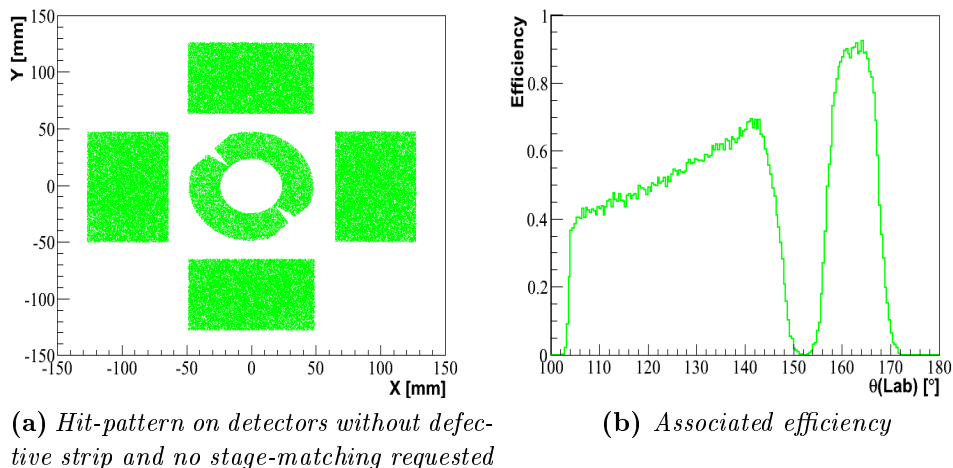 Y [mm]
150
100
50
0
-50
-100
-150
-150 -100 -50 0 50 100 150
X [mm]
(a) Hit-pattern on detectors without defec-
tive strip and no stage-matching requested
Efficiency
1
0.8
0.6
0.4
0.2
0
100 110 120 130 140 150 160 170 180
θ(Lab) [°]
(b) Associated efficiency